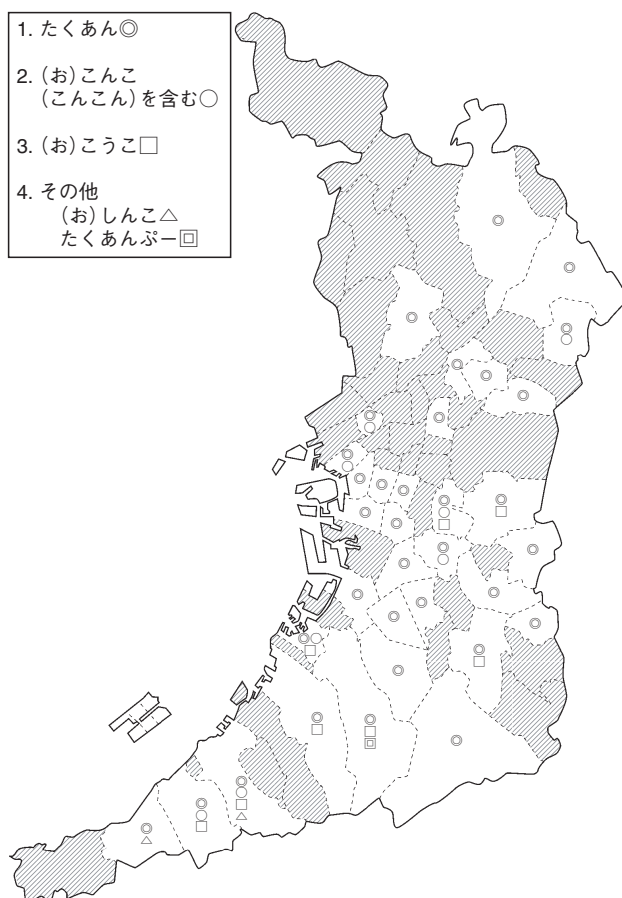 1. たくあん◎
2. (お)こんこ
(こんこん)を含む○
3. (お)こうこ□
4. その他
(お)しんこ△
たくあんぷー回